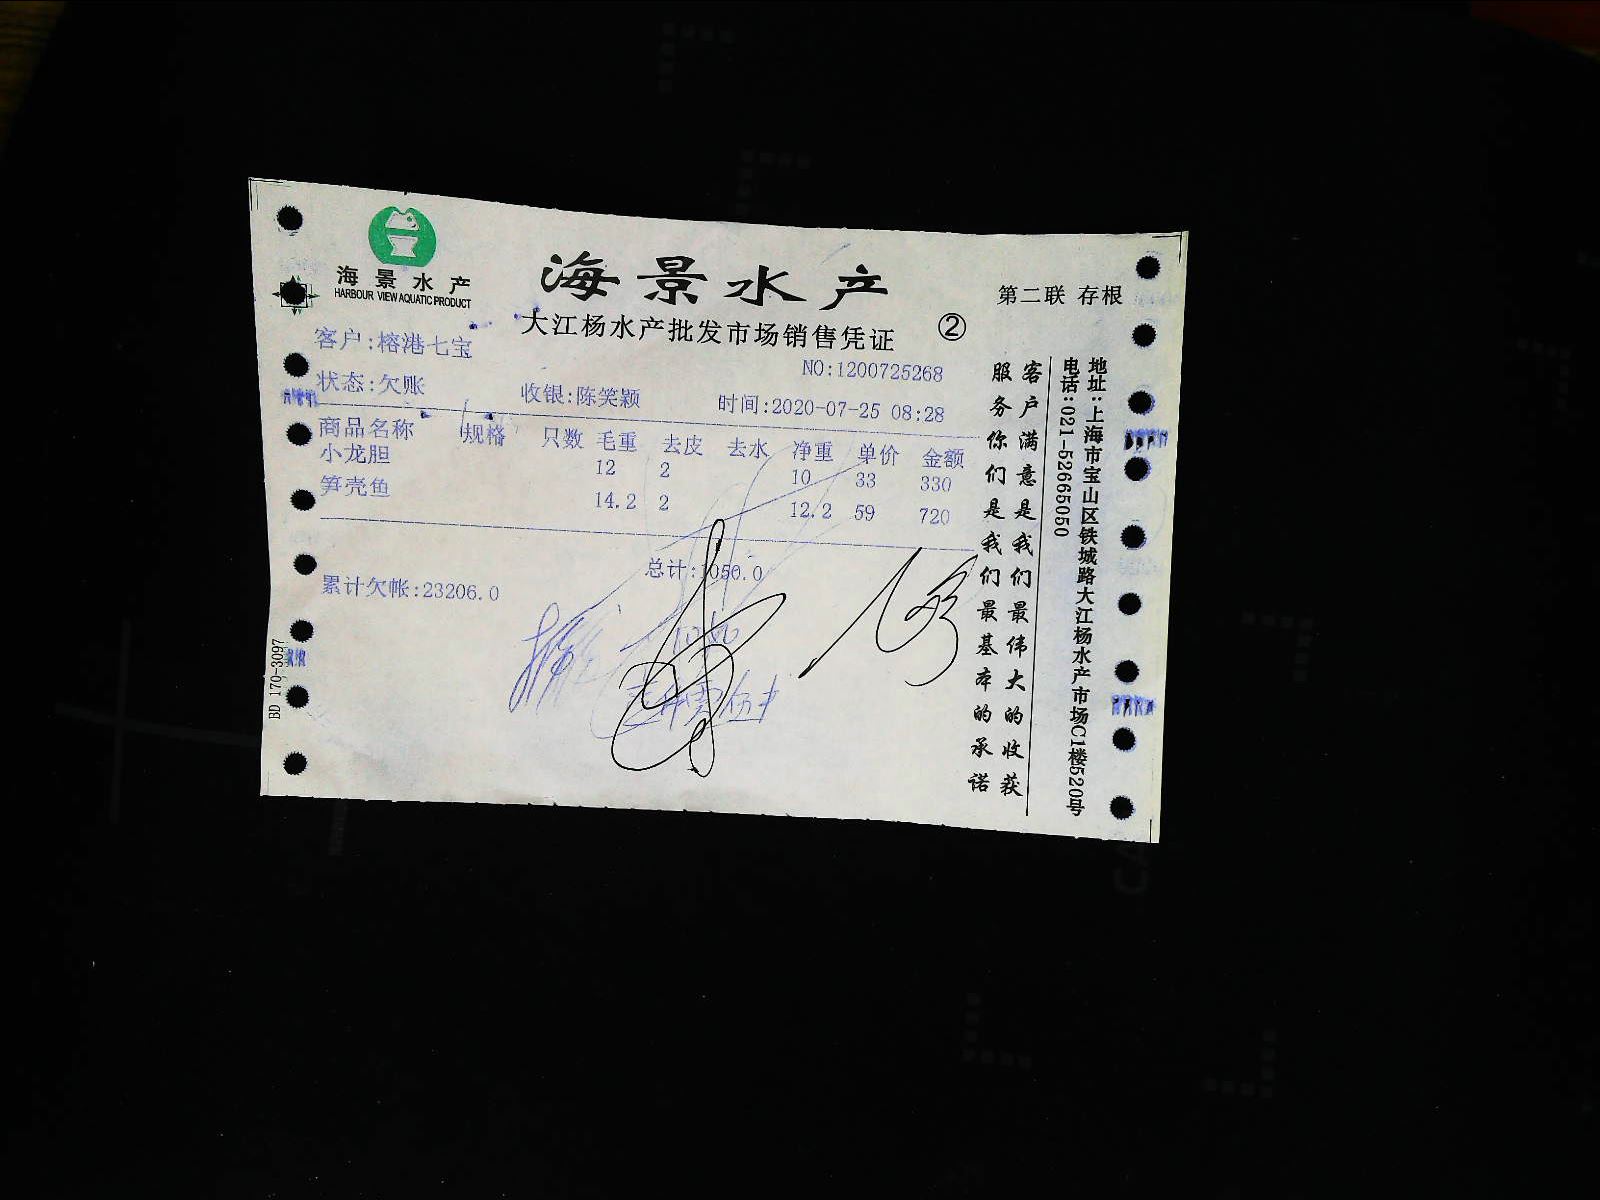 海景水产
HARBOUR VIEW AQUATIC PRODUCT
海景水产
大江杨水产批发市场销售凭证
②
第二联 存根
客户:榕港七宝
NO:1200725268
状态:欠账
收银:陈笑颖
时间:2020-07-25 08:28
商品名称 规格 只数 毛重 去皮 去水 净重 单价 金额
小龙胆 12 2 10 33 330
笋壳鱼 14.2 2 12.2 59 720
总计:1050.0
累计欠帐:23206.0
客户满意是我们最伟大的收获
服务你们是我们最基本的承诺
地址:上海市宝山区铁城路大江杨水产市场C1楼520号
电话:021-52665050
BD 170-3097